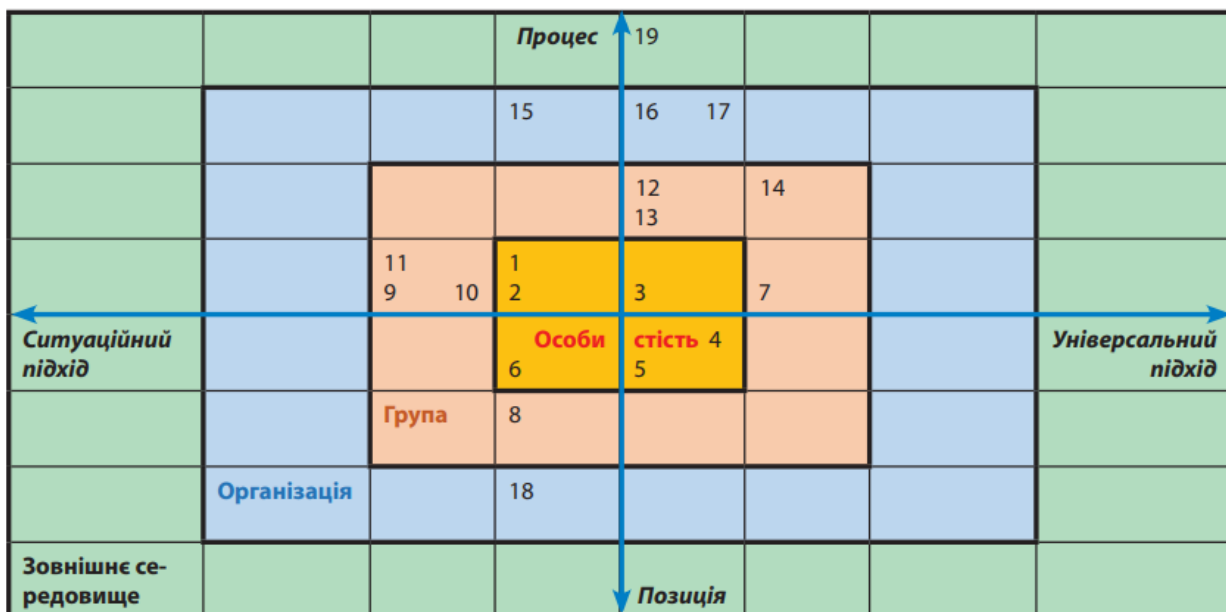 Процес 19
15 16 17
12 14
13
11 1
9 10 2 3 7
Ситуаційний Особи стість 4 Універсальний
підхід 6 5 підхід
Група 8
Організація 18
Зовнішнє се-
редовище Позиція